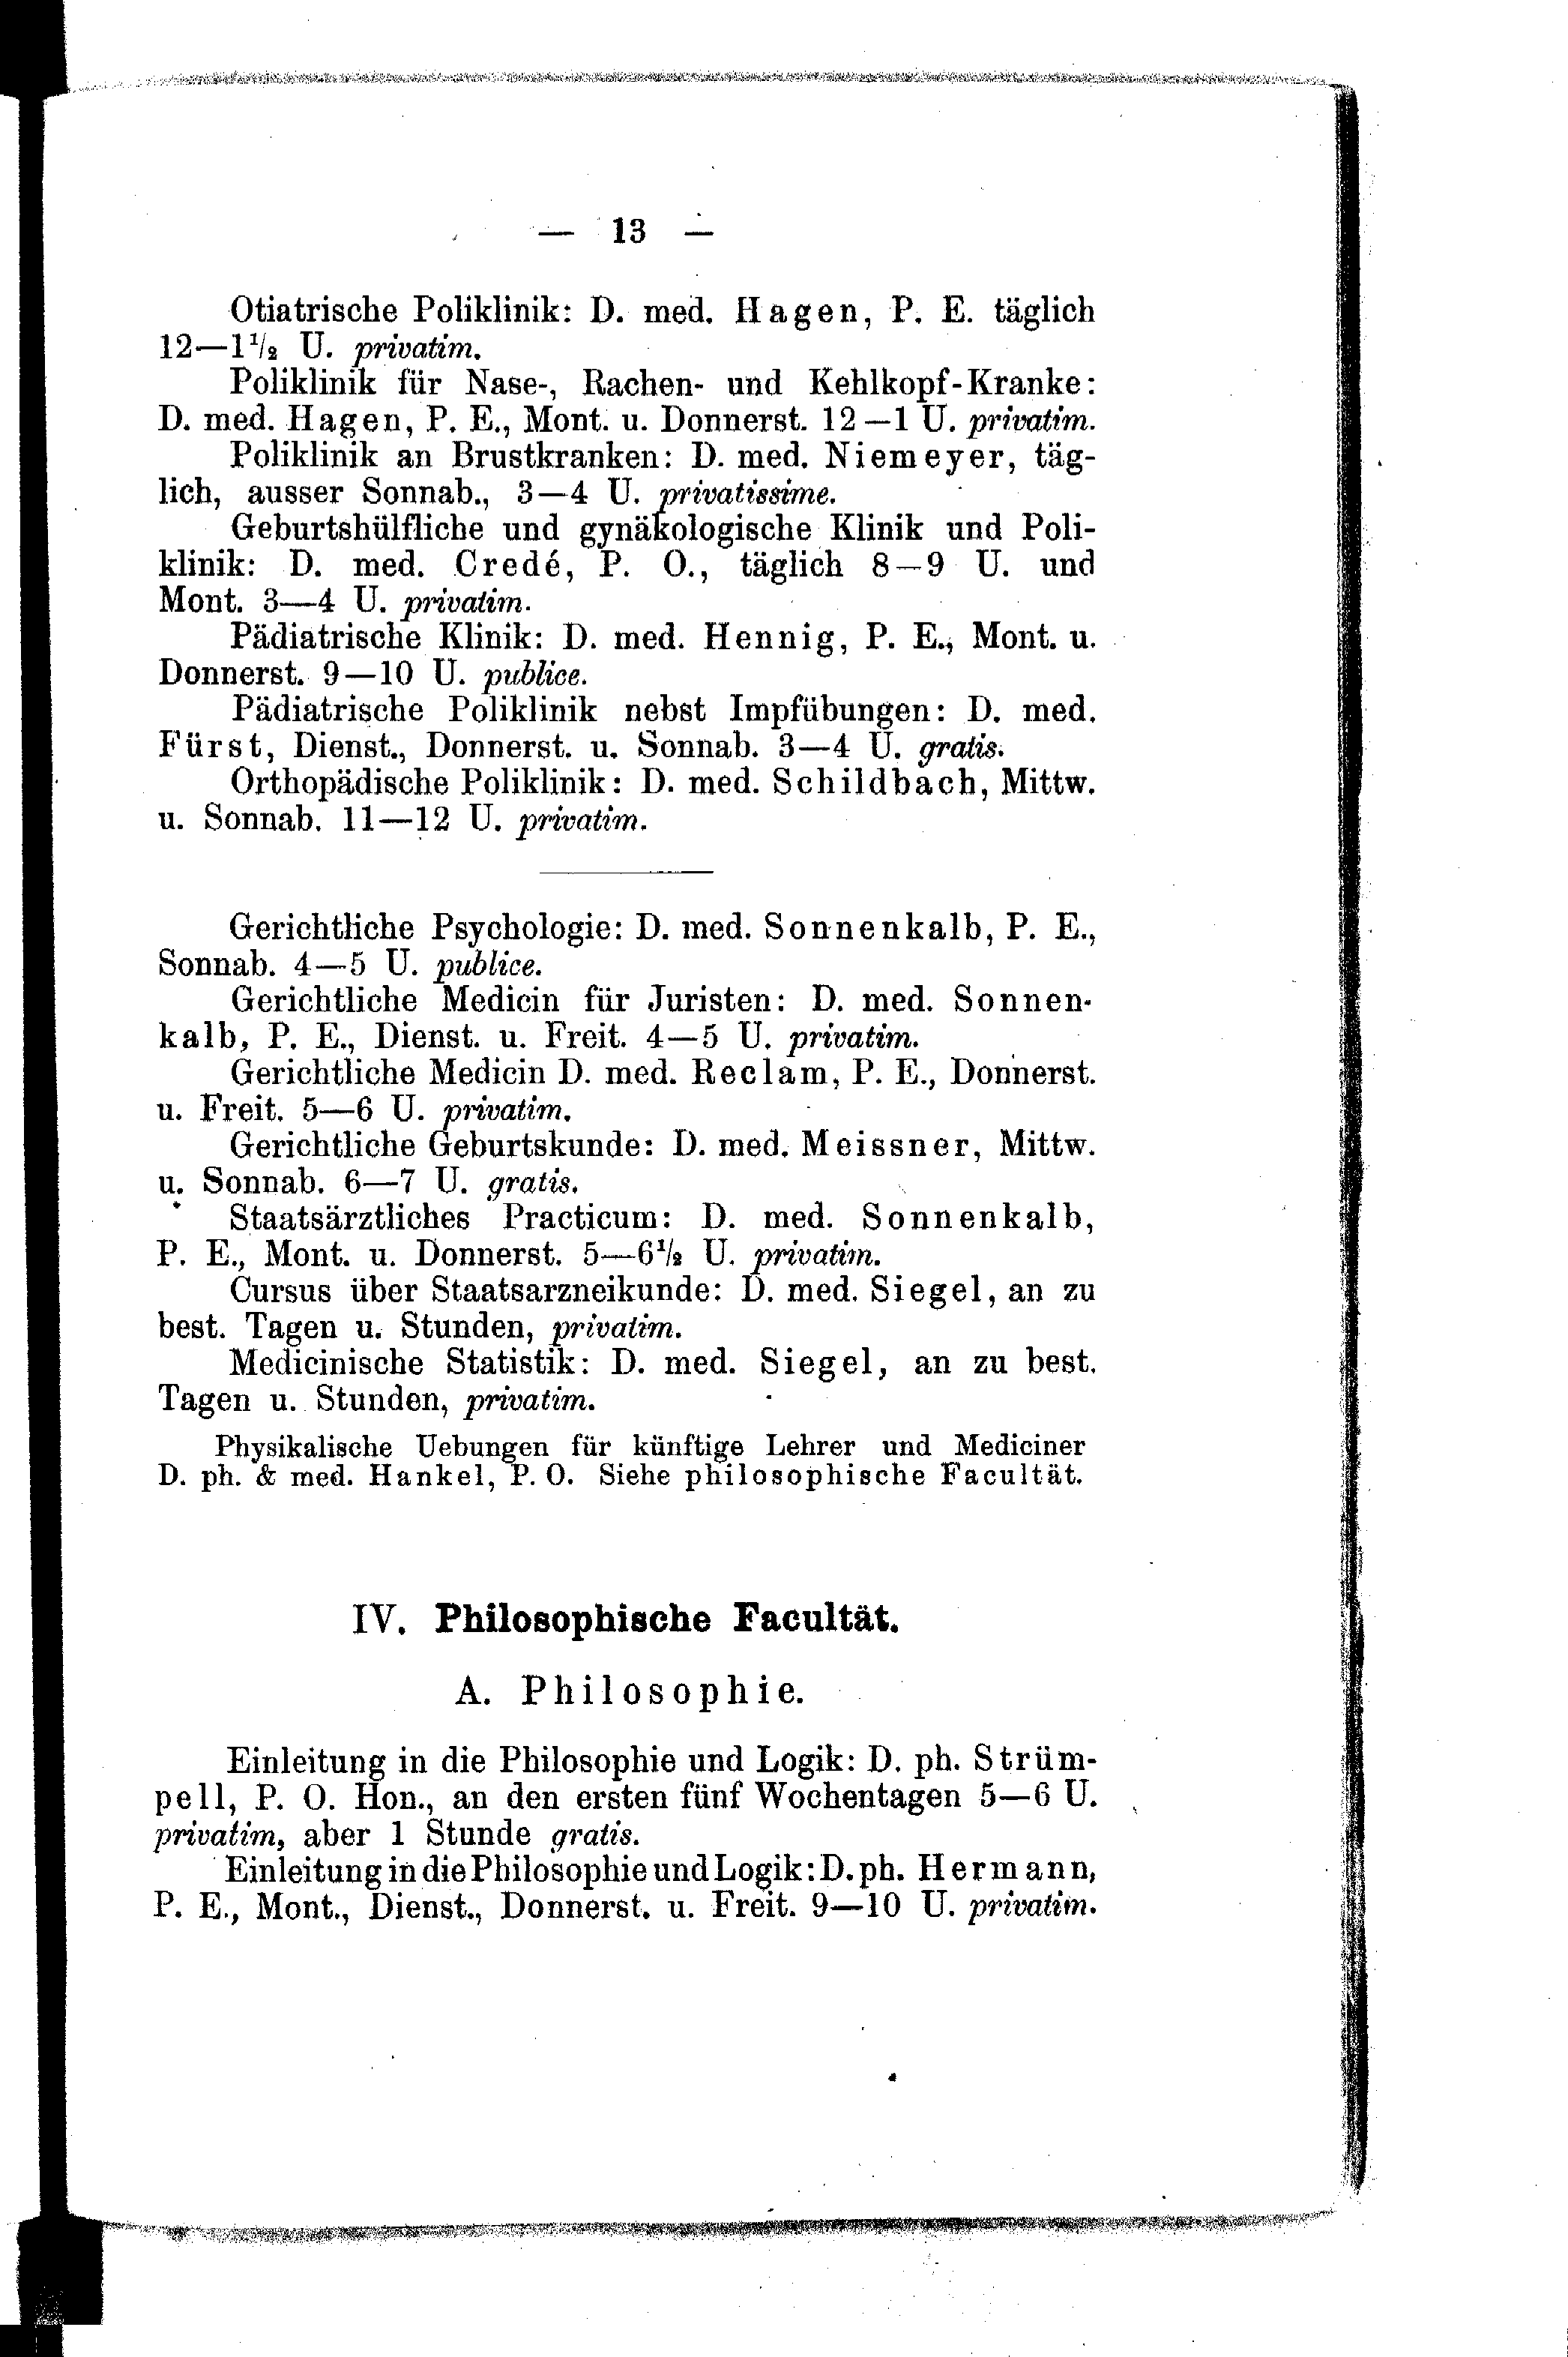 — 13 —
Otiatrische Poliklinik: D. med. Hagen, P. E. täglich
12—1½ U. privatim.
Poliklinik für Nase-, Rachen- und Kehlkopf-Kranke:
D. med. Hagen, P. E., Mont. u. Donnerst. 12—1 U. privatim.
Poliklinik an Brustkranken: D. med. Niemeyer, täg-
lich, ausser Sonnab., 3—4 U. privatissime.
Geburtshülfliche und gynäkologische Klinik und Poli-
klinik: D. med. Credé, P. O., täglich 8—9 U. und
Mont. 3—4 U. privatim.
Pädiatrische Klinik: D. med. Hennig, P. E., Mont. u.
Donnerst. 9—10 U. publice.
Pädiatrische Poliklinik nebst Impfübungen: D. med.
Fürst, Dienst., Donnerst. u. Sonnab. 3—4 U. gratis.
Orthopädische Poliklinik: D. med. Schildbach, Mittw.
u. Sonnab. 11—12 U. privatim.
Gerichtliche Psychologie: D. med. Sonnenkalb, P. E.,
Sonnab. 4—5 U. publice.
Gerichtliche Medicin für Juristen: D. med. Sonnen-
kalb, P. E., Dienst. u. Freit. 4—5 U. privatim.
Gerichtliche Medicin D. med. Reclam, P. E., Donnerst.
u. Freit. 5—6 U. privatim.
Gerichtliche Geburtskunde: D. med. Meissner, Mittw.
u. Sonnab. 6—7 U. gratis.
Staatsärztliches Practicum: D. med. Sonnenkalb,
P. E., Mont. u. Donnerst. 5—6½ U. privatim.
Cursus über Staatsarzneikunde: D. med. Siegel, an zu
best. Tagen u. Stunden, privatim.
Medicinische Statistik: D. med. Siegel, an zu best.
Tagen u. Stunden, privatim.
Physikalische Uebungen für künftige Lehrer und Mediciner
D. ph. & med. Hankel, P. O. Siehe philosophische Facultät.
IV. Philosophische Facultät.
A. Philosophie.
Einleitung in die Philosophie und Logik: D. ph. Strüm-
pell, P. O. Hon., an den ersten fünf Wochentagen 5—6 U.
privatim, aber 1 Stunde gratis.
Einleitung in die Philosophie und Logik: D. ph. Hermann,
P. E., Mont., Dienst., Donnerst. u. Freit. 9—10 U. privatim.